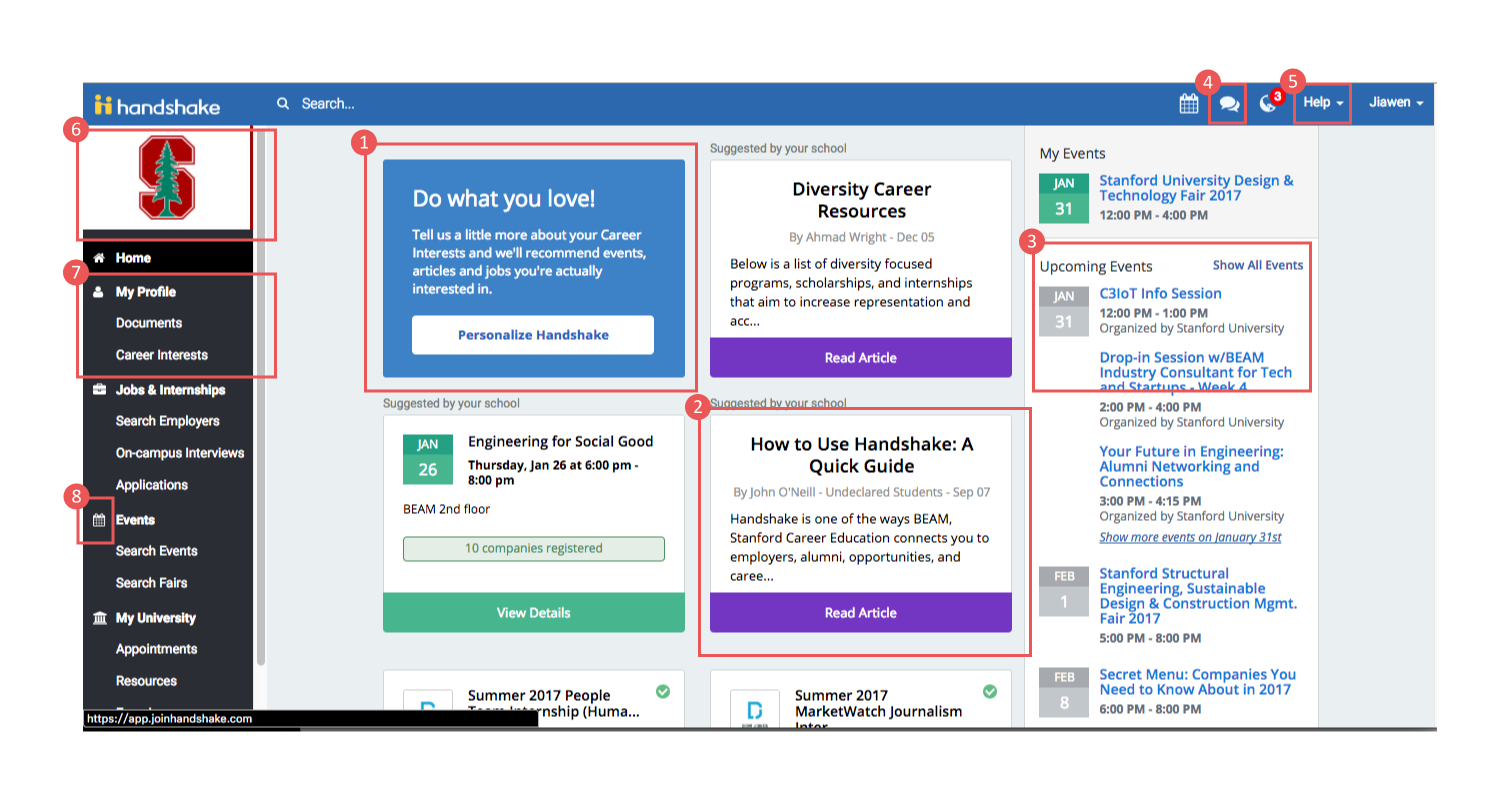 4
5
handshake
Search...
3
Help
Jiawen
6
S
Home
7
My Profile
Documents
Career Interests
Jobs & Internships
Search Employers
On-campus Interviews
Applications
8
Events
Search Events
Search Fairs
My University
Appointments
Resources
https://app.joinhandshake.com
1
Do what you love!
Tell us a little more about your Career
Interests and we'll recommend events,
articles and jobs you're actually
interested in.
Personalize Handshake
Suggested by your school
Diversity Career
Resources
By Ahmad Wright - Dec 05
Below is a list of diversity focused
programs, scholarships, and internships
that aim to increase representation and
acc...
Read Article
Suggested by your school
JAN
26
Engineering for Social Good
Thursday, Jan 26 at 6:00 pm -
8:00 pm
BEAM 2nd floor
10 companies registered
View Details
2
Suggested by your school
How to Use Handshake: A
Quick Guide
By John O'Neill - Undeclared Students - Sep 07
Handshake is one of the ways BEAM,
Stanford Career Education connects you to
employers, alumni, opportunities, and
caree...
Read Article
Summer 2017 People
Team Internship (Huma...
Summer 2017
MarketWatch Journalism
Inter
My Events
JAN
31
Stanford University Design &
Technology Fair 2017
12:00 PM - 4:00 PM
3
Upcoming Events
Show All Events
JAN
31
C3IoT Info Session
12:00 PM - 1:00 PM
Organized by Stanford University
Drop-in Session w/BEAM
Industry Consultant for Tech
and Startups - Week 4
2:00 PM - 4:00 PM
Organized by Stanford University
Your Future in Engineering:
Alumni Networking and
Connections
3:00 PM - 4:15 PM
Organized by Stanford University
Show more events on January 31st
FEB
1
Stanford Structural
Engineering, Sustainable
Design & Construction Mgmt.
Fair 2017
5:00 PM - 8:00 PM
FEB
8
Secret Menu: Companies You
Need to Know About in 2017
6:00 PM - 8:00 PM